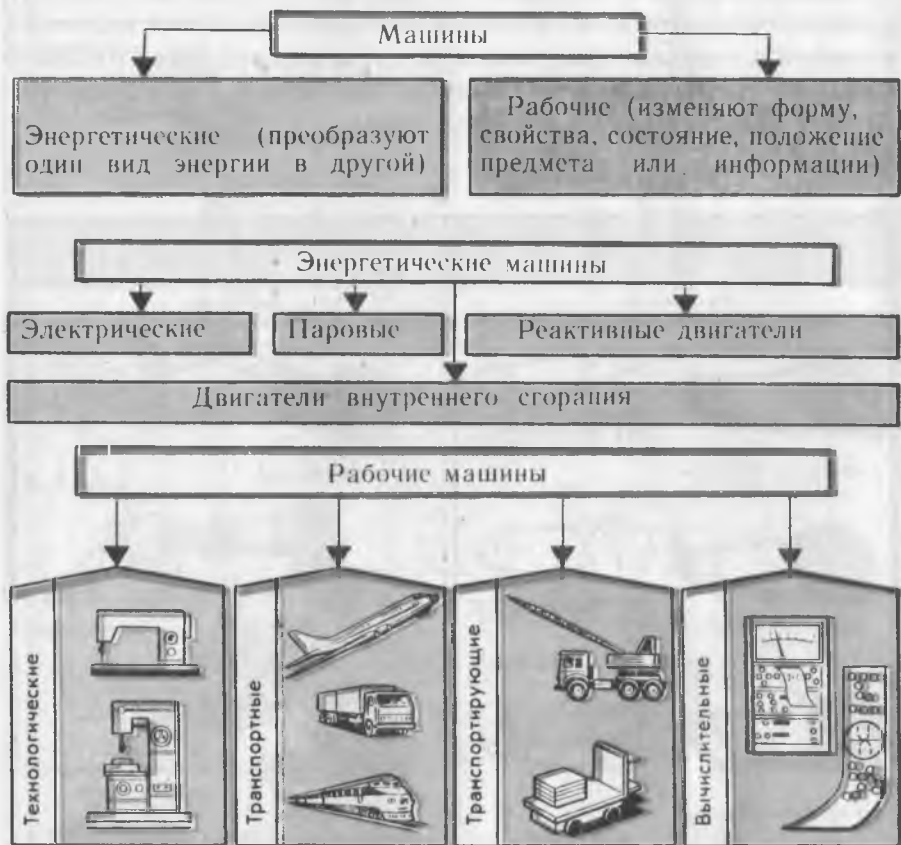 Машины
Энергетические (преобразуют
один вид энергии в другой)
Рабочие (изменяют форму,
свойства, состояние, положение
предмета или информации)
Энергетические машины
Электрические
Паровые
Реактивные двигатели
Двигатели внутреннего сгорания
Рабочие машины
Технологические
Транспортные
Транспортирующие
Вычислительные